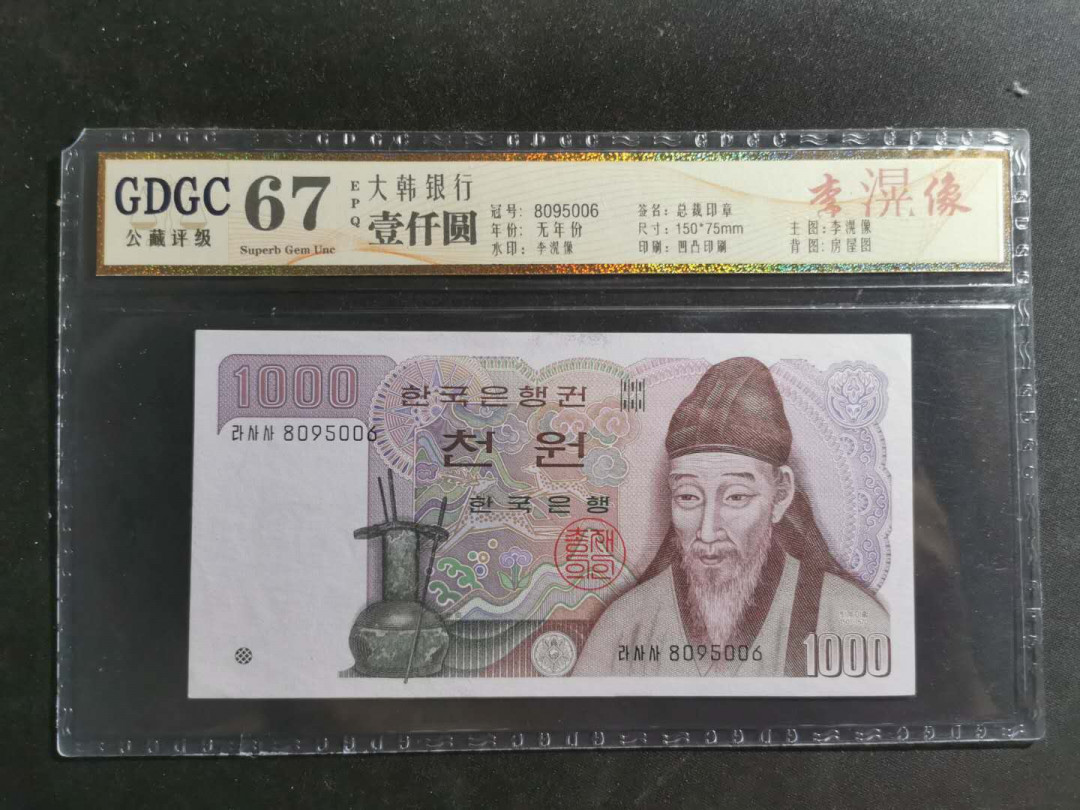 GDGC
公藏评级
67
Superb Gem Unc
EPQ
大韩银行
壹仟圆
冠号: 8095006
年份: 无年份
水印: 李滉像
签名: 总裁印章
尺寸: 150*75mm
印刷: 凹凸印刷
李滉像
主图: 李滉像
背图: 房屋图
1000
한국은행권
라사사 8095006
천원
한국은행
총재의인
라사사 8095006
1000